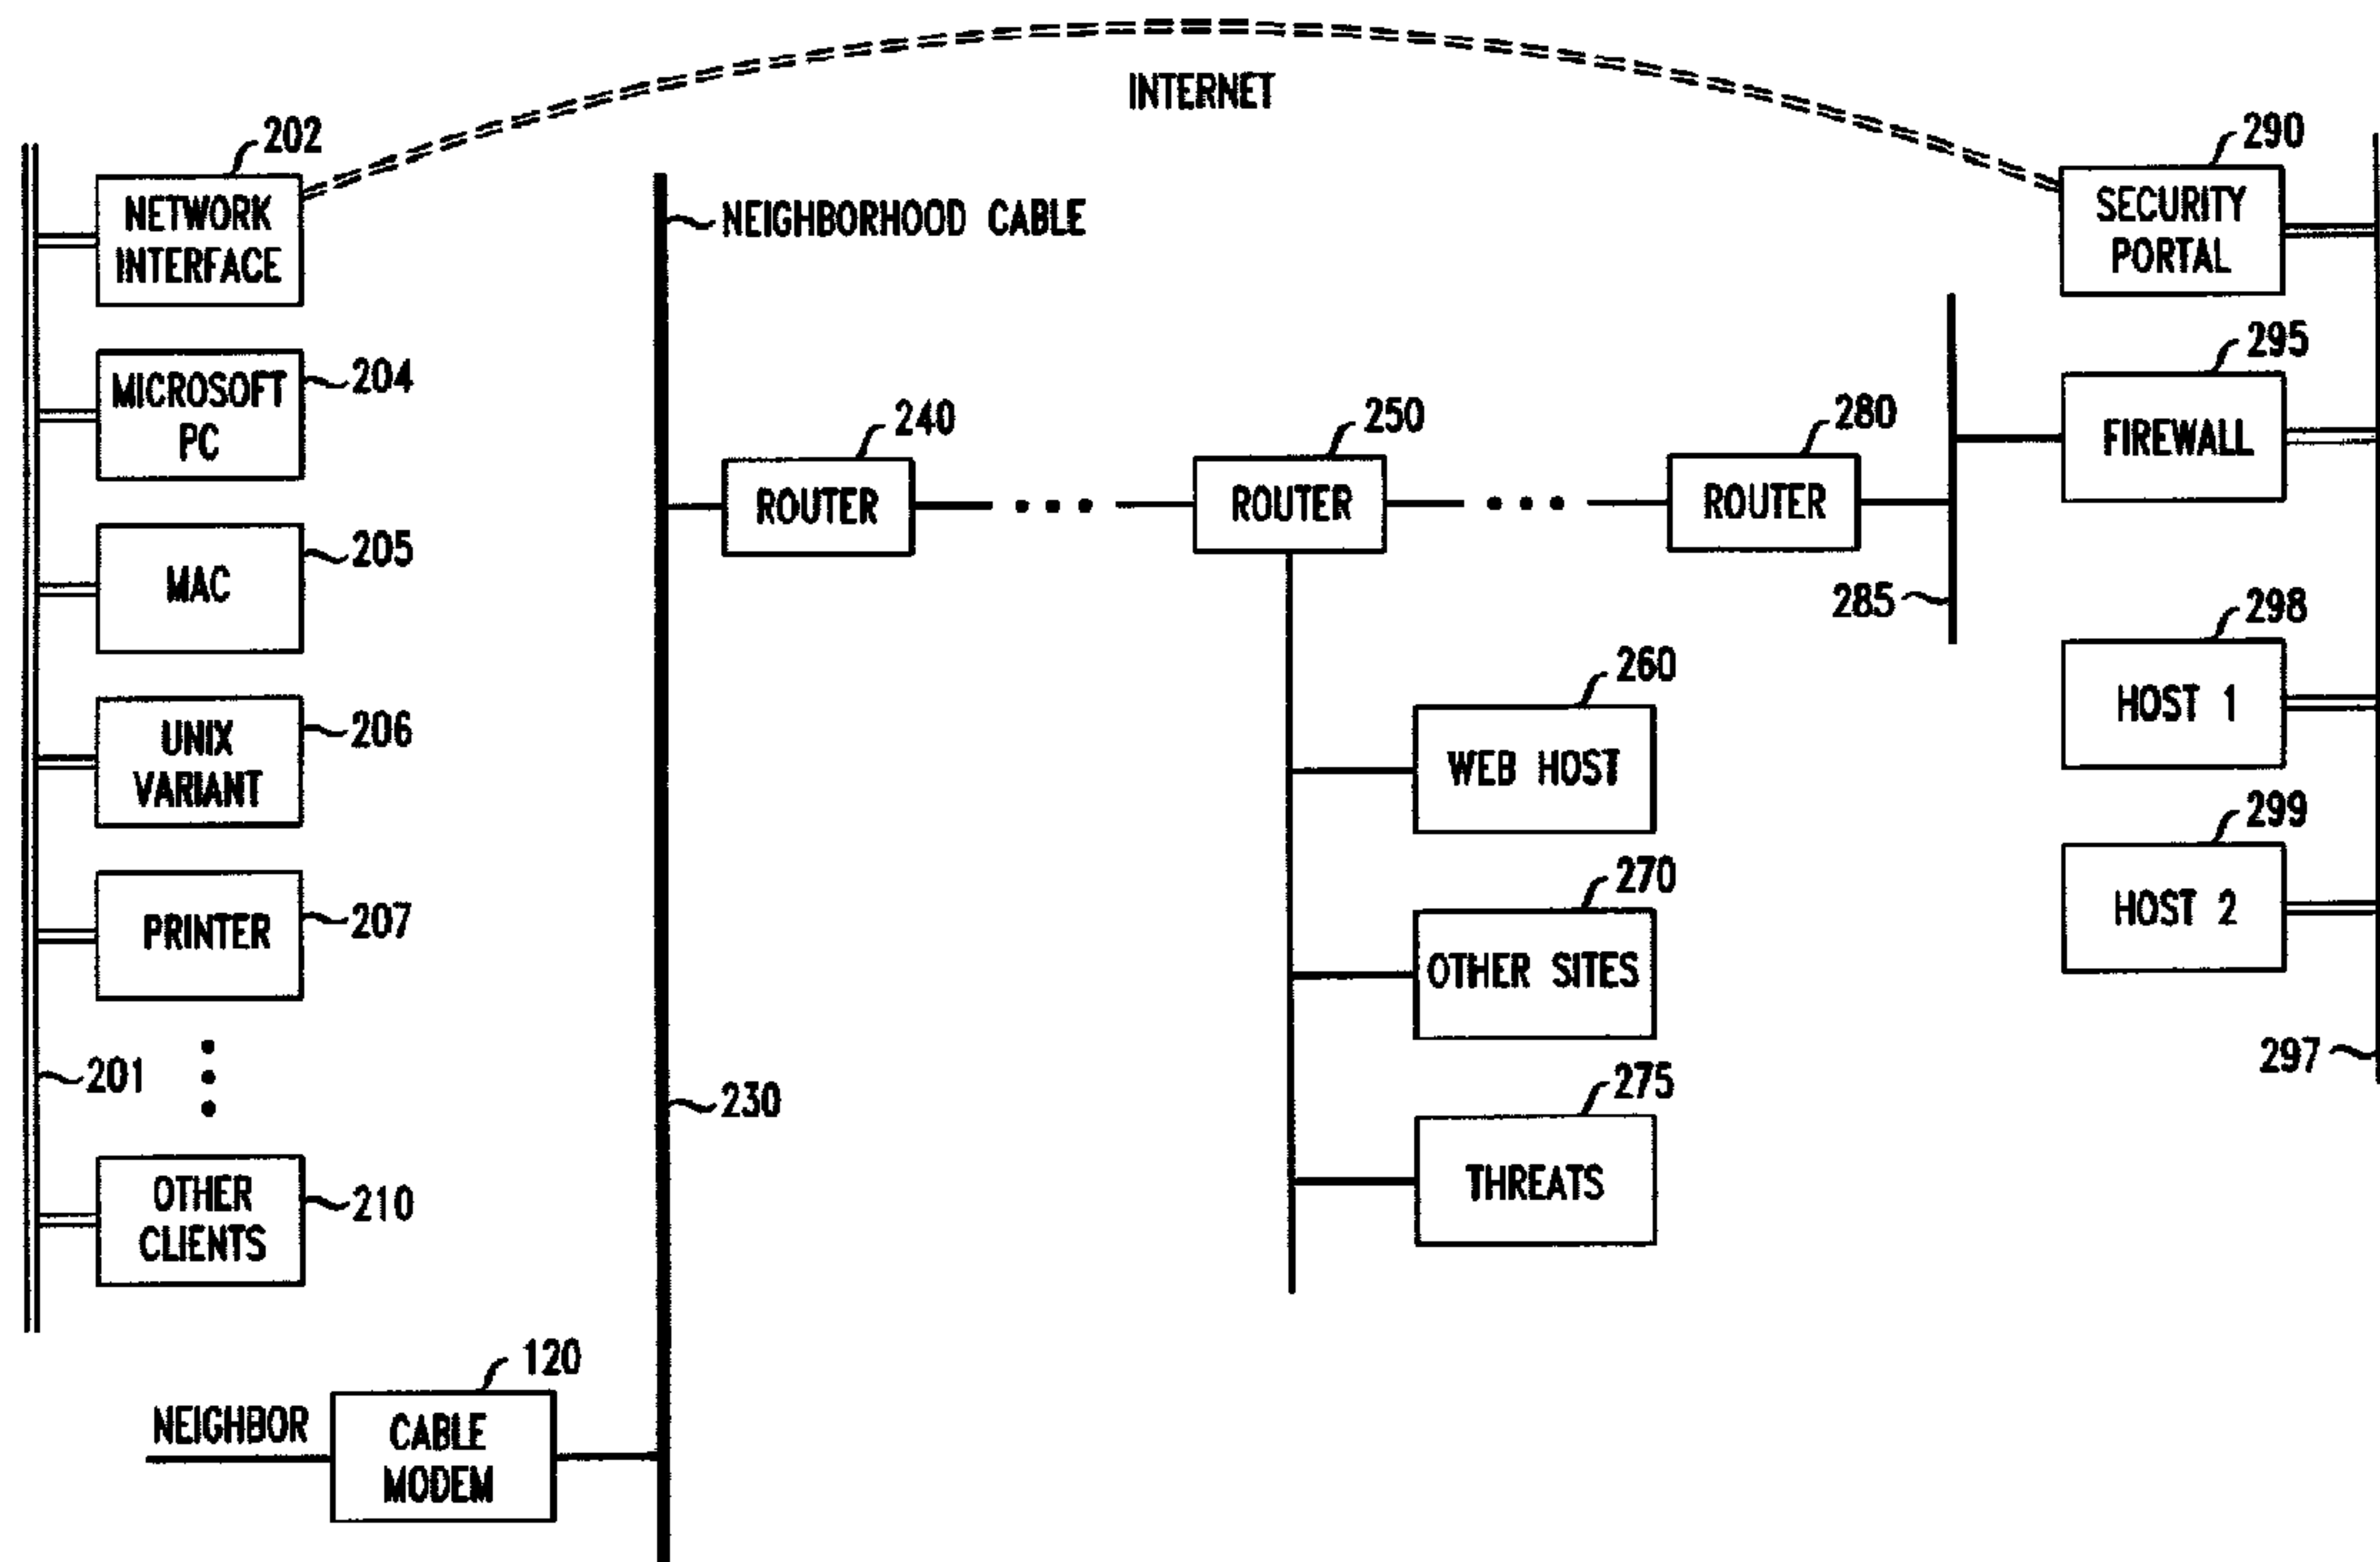 INTERNET
202
NETWORK
INTERFACE
MICROSOFT
PC
204
MAC
205
UNIX
VARIANT
206
PRINTER
207
201
OTHER
CLIENTS
210
NEIGHBOR
CABLE
MODEM
120
NEIGHBORHOOD CABLE
230
240
ROUTER
250
ROUTER
280
ROUTER
285
260
WEB HOST
270
OTHER SITES
275
THREATS
290
SECURITY
PORTAL
295
FIREWALL
298
HOST 1
299
HOST 2
297